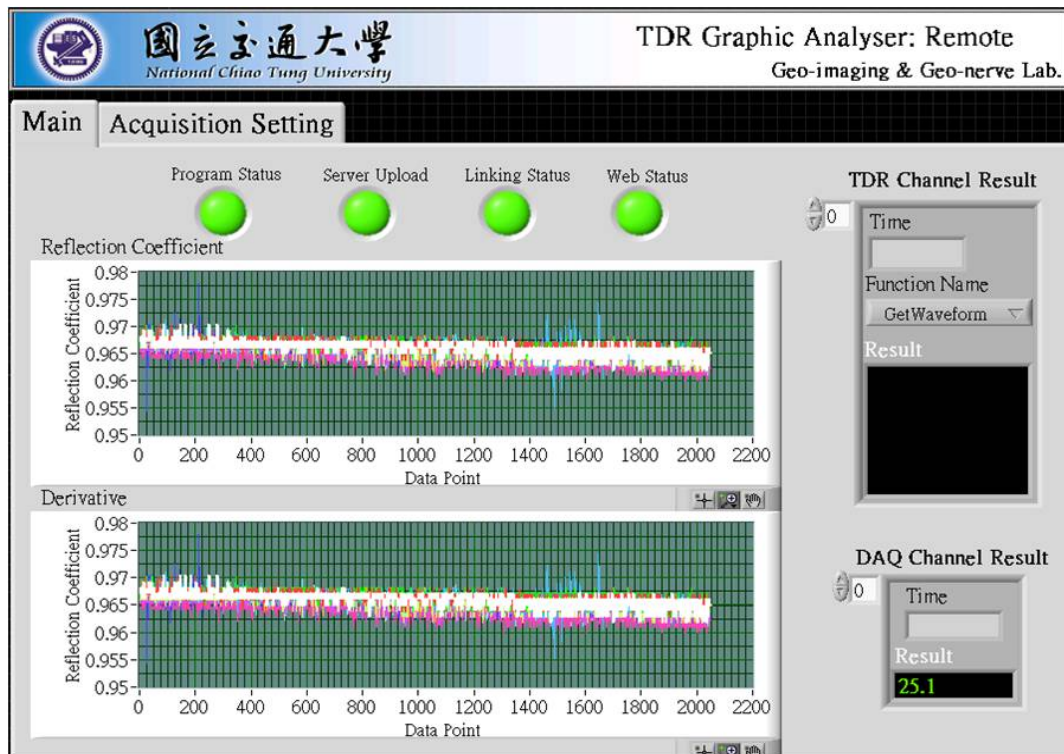 國立交通大學
National Chiao Tung University
TDR Graphic Analyser: Remote
Geo-imaging & Geo-nerve Lab.
Main
Acquisition Setting
Program Status
Server Upload
Linking Status
Web Status
Reflection Coefficient
Reflection Coefficient
0.98
0.975
0.97
0.965
0.96
0.955
0.95
0 200 400 600 800 1000 1200 1400 1600 1800 2000 2200
Data Point
Derivative
Reflection Coefficient
0.98
0.975
0.97
0.965
0.96
0.955
0.95
0 200 400 600 800 1000 1200 1400 1600 1800 2000 2200
Data Point
TDR Channel Result
0
Time
Function Name
GetWaveform
Result
DAQ Channel Result
0
Time
Result
25.1